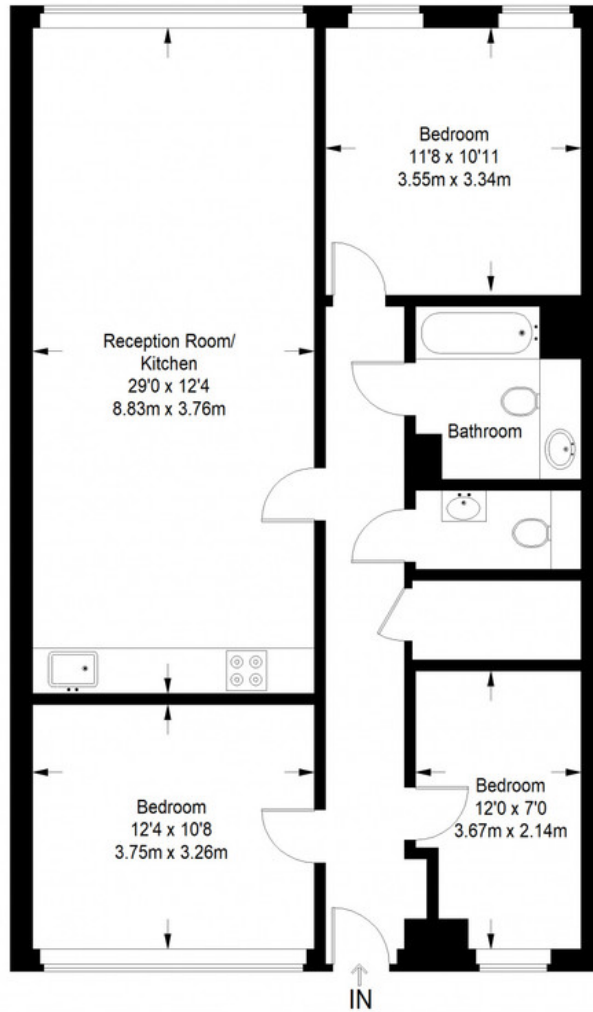 Bedroom
11'8 x 10'11
3.55m x 3.34m
Reception Room/
Kitchen
29'0 x 12'4
8.83m x 3.76m
Bathroom
Bedroom
12'4 x 10'8
3.75m x 3.26m
Bedroom
12'0 x 7'0
3.67m x 2.14m
IN